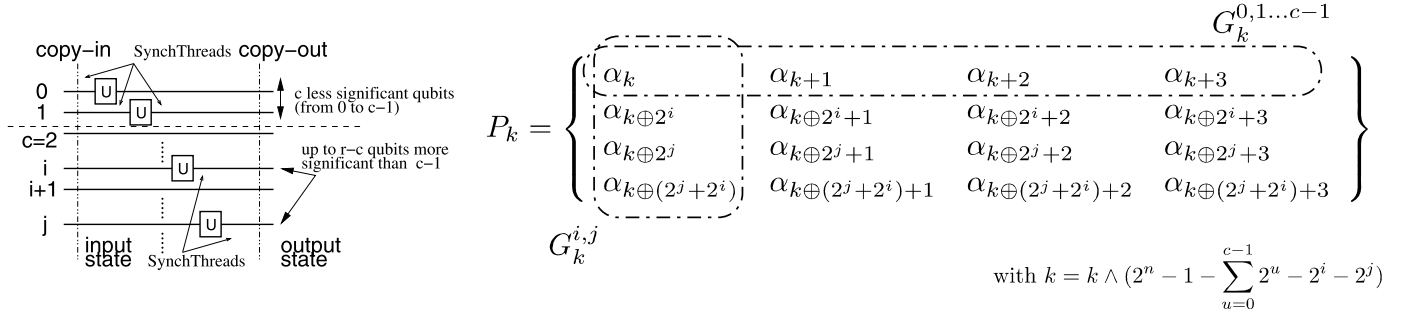 copy-in SynchThreads copy-out
0 U
1 U
c less significant qubits
(from 0 to c-1)
c=2
i U
i+1
j U
up to r-c qubits more
significant than c-1
input
state
SynchThreads
output
state
G_k^{0,1...c-1}
P_k = { α_k α_{k+1} α_{k+2} α_{k+3}
α_{k⊕2^i} α_{k⊕2^i+1} α_{k⊕2^i+2} α_{k⊕2^i+3}
α_{k⊕2^j} α_{k⊕2^j+1} α_{k⊕2^j+2} α_{k⊕2^j+3}
α_{k⊕(2^j+2^i)} α_{k⊕(2^j+2^i)+1} α_{k⊕(2^j+2^i)+2} α_{k⊕(2^j+2^i)+3} }
G_k^{i,j}
with k = k ∧ (2^n − 1 − ∑_{u=0}^{c−1} 2^u − 2^i − 2^j)